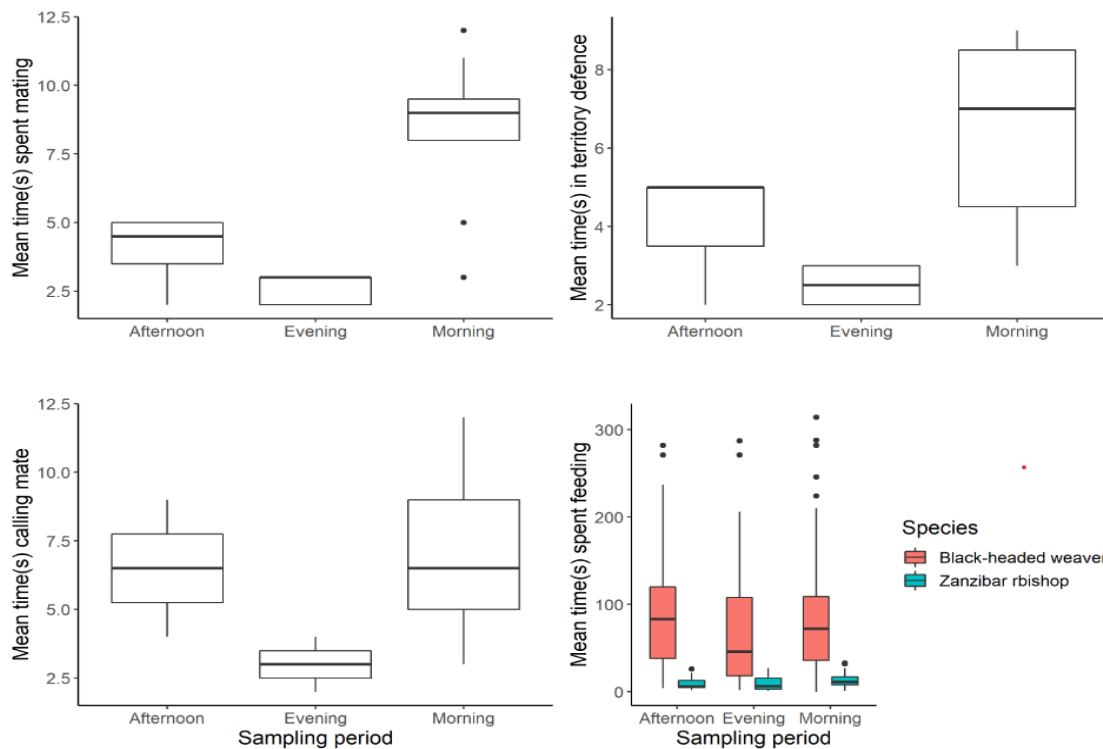 Mean time(s) spent mating
12.5
10.0
7.5
5.0
2.5
Afternoon Evening Morning
Mean time(s) in territory defence
8
6
4
2
Afternoon Evening Morning
Mean time(s) calling mate
12.5
10.0
7.5
5.0
2.5
Afternoon Evening Morning
Sampling period
Mean time(s) spent feeding
300
200
100
0
Afternoon Evening Morning
Sampling period
Species
Black-headed weaver
Zanzibar rbishop